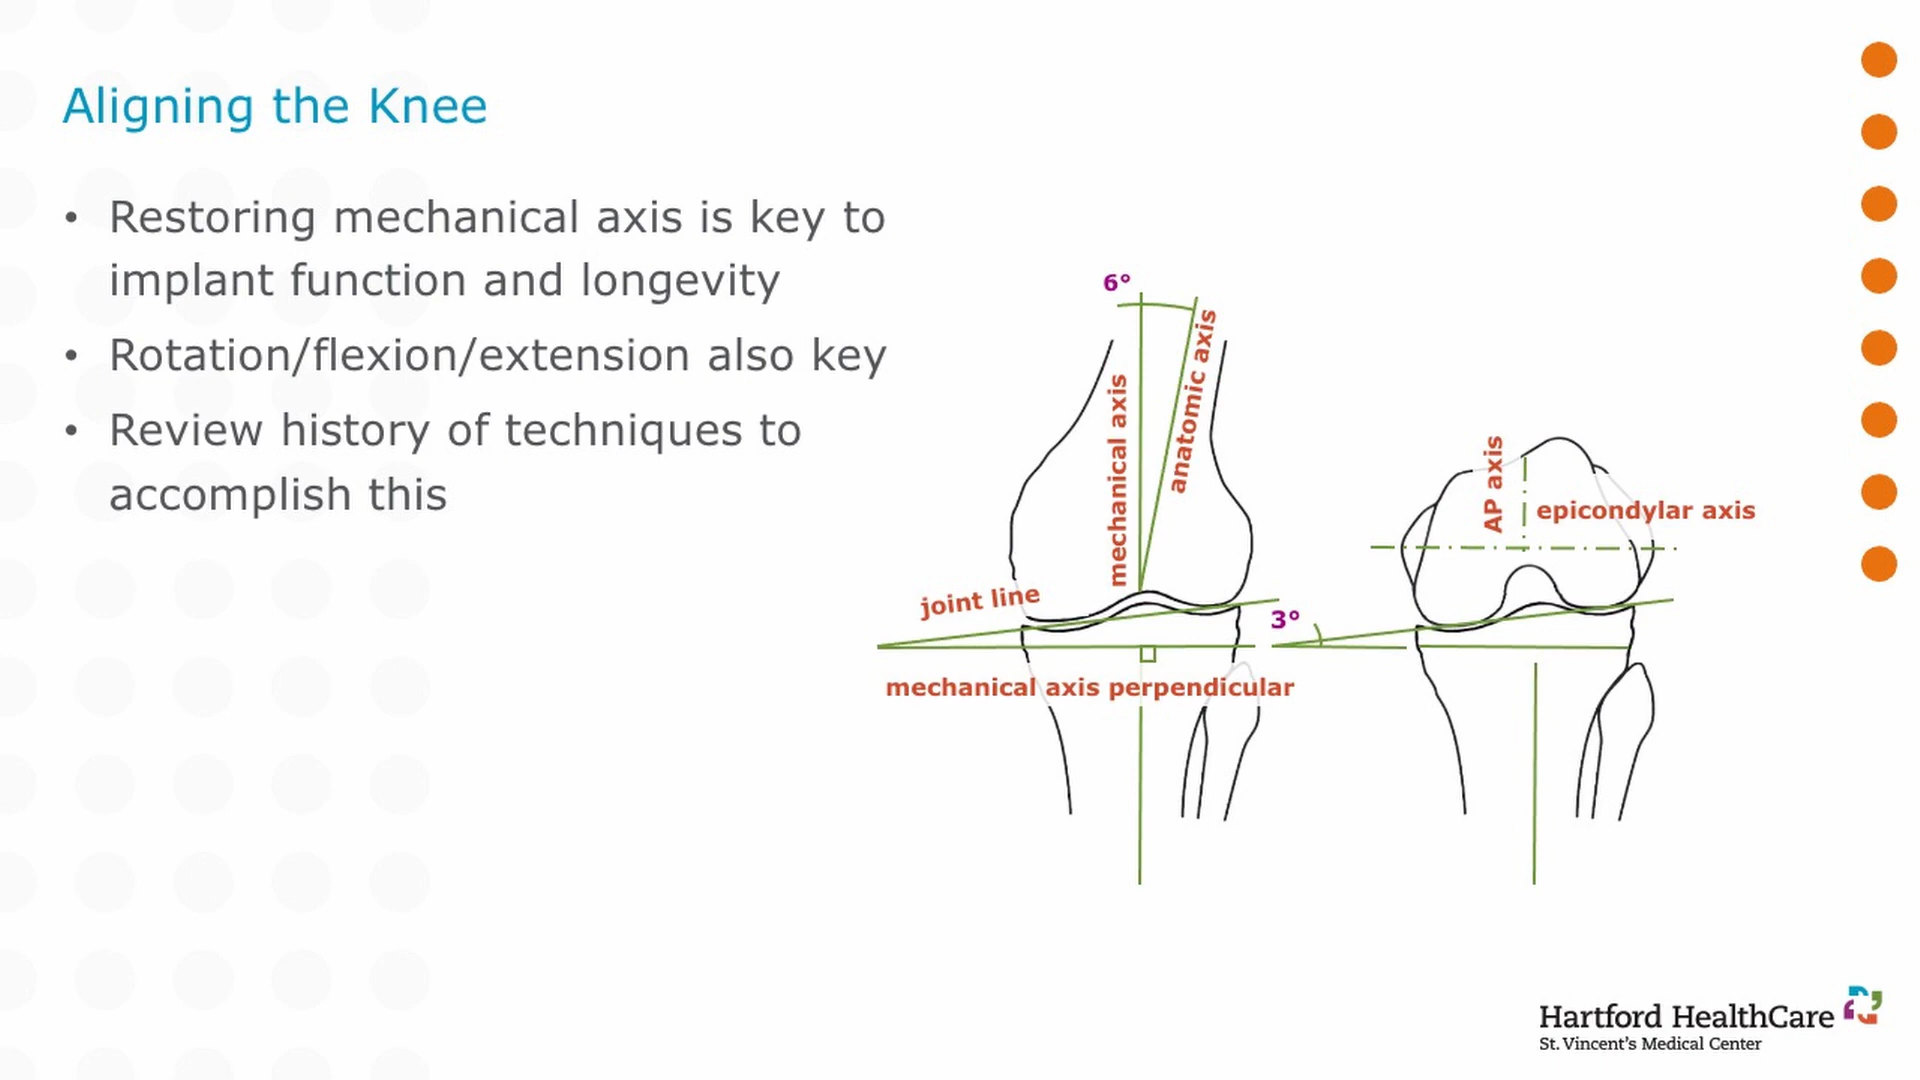 Aligning the Knee
• Restoring mechanical axis is key to
implant function and longevity
• Rotation/flexion/extension also key
• Review history of techniques to
accomplish this
6°
mechanical axis
anatomic axis
joint line
mechanical axis perpendicular
3°
AP axis
epicondylar axis
Hartford HealthCare
St. Vincent's Medical Center